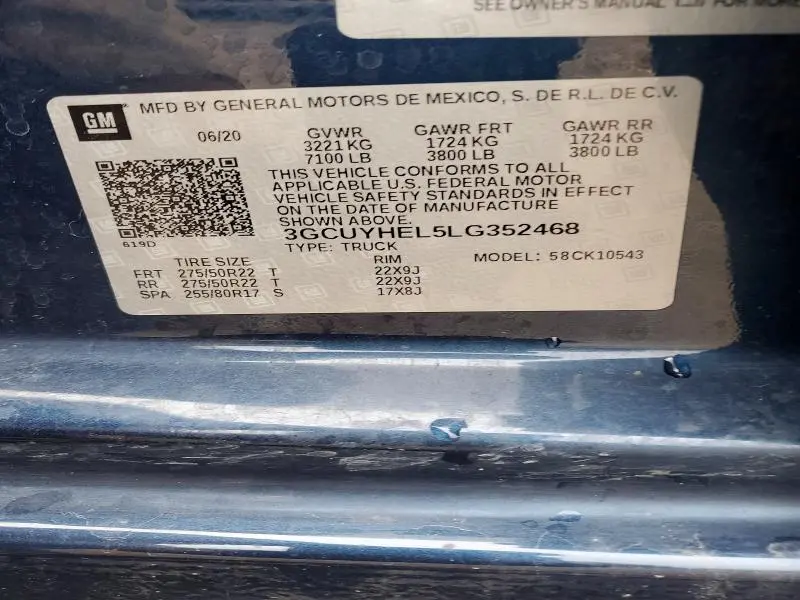 SEE OWNER'S MANUAL FOR MORE
GM
MFD BY GENERAL MOTORS DE MEXICO, S. DE R.L. DE C.V.
06/20 GVWR GAWR FRT GAWR RR
3221 KG 1724 KG 1724 KG
7100 LB 3800 LB 3800 LB
THIS VEHICLE CONFORMS TO ALL
APPLICABLE U.S. FEDERAL MOTOR
VEHICLE SAFETY STANDARDS IN EFFECT
ON THE DATE OF MANUFACTURE
SHOWN ABOVE.
619D
3GCUYHEL5LG352468
TYPE: TRUCK MODEL: 58CK10543
TIRE SIZE RIM
FRT 275/50R22 T 22X9J
RR 275/50R22 T 22X9J
SPA 255/80R17 S 17X8J